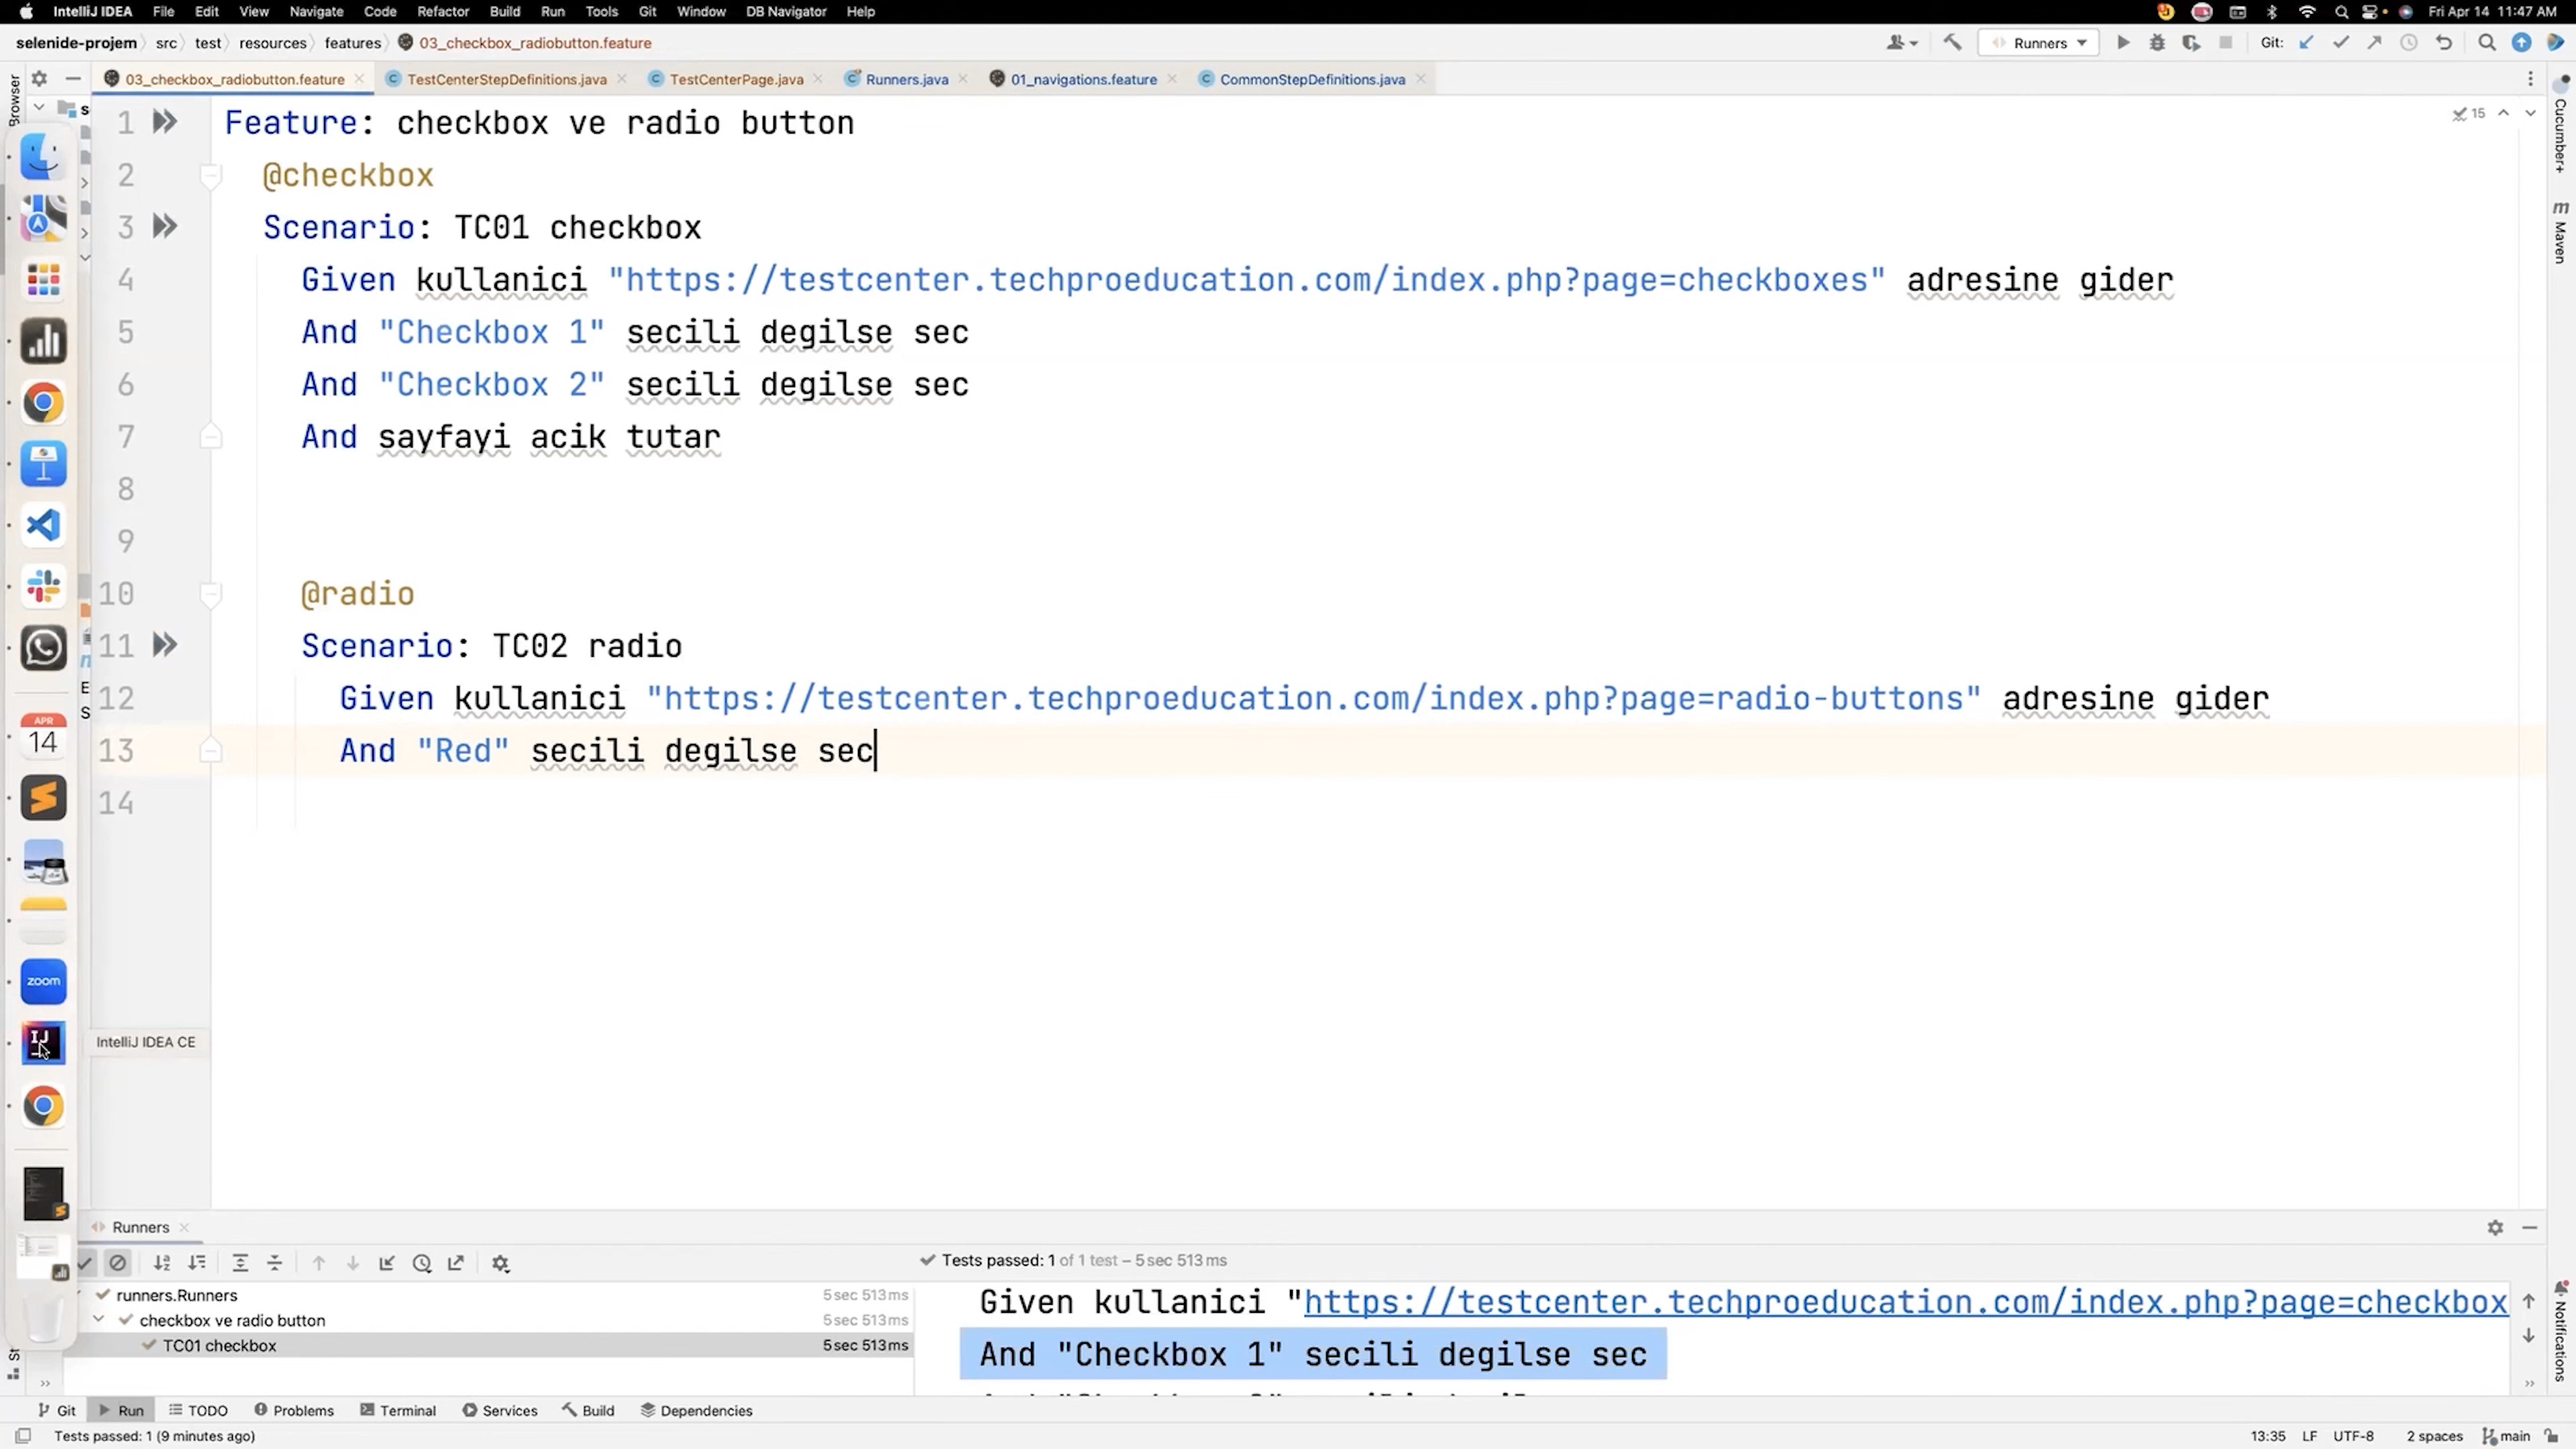 IntelliJ IDEA File Edit View Navigate Code Refactor Build Run Tools Git Window DB Navigator Help Fri Apr 14 11:47 AM
selenide-projem src test resources features 03_checkbox_radiobutton.feature Runners Git:
03_checkbox_radiobutton.feature TestCenterStepDefinitions.java TestCenterPage.java Runners.java 01_navigations.feature CommonStepDefinitions.java
15
1 Feature: checkbox ve radio button
2 @checkbox
3 Scenario: TC01 checkbox
4 Given kullanici "https://testcenter.techproeducation.com/index.php?page=checkboxes" adresine gider
5 And "Checkbox 1" secili degilse sec
6 And "Checkbox 2" secili degilse sec
7 And sayfayi acik tutar
8
9
10 @radio
11 Scenario: TC02 radio
12 Given kullanici "https://testcenter.techproeducation.com/index.php?page=radio-buttons" adresine gider
13 And "Red" secili degilse sec
14
Cucumber+
Maven
Notifications
APR
14
zoom
IJ
IntelliJ IDEA CE
Runners
Tests passed: 1 of 1 test – 5 sec 513 ms
runners.Runners 5 sec 513 ms
checkbox ve radio button 5 sec 513 ms
TC01 checkbox 5 sec 513 ms
Given kullanici "https://testcenter.techproeducation.com/index.php?page=checkbox
And "Checkbox 1" secili degilse sec
Git Run TODO Problems Terminal Services Build Dependencies
Tests passed: 1 (9 minutes ago) 13:35 LF UTF-8 2 spaces main